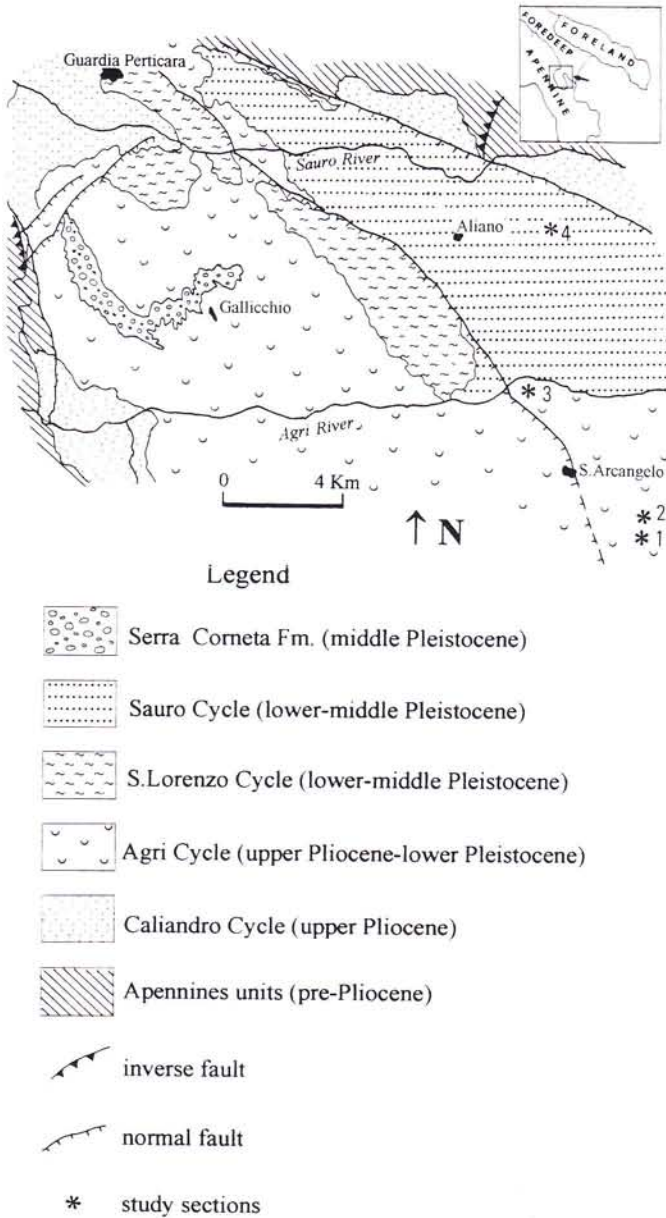 Guardia Perticara
FORELAND
FOREDEEP
APENNINE
Sauro River
Aliano
*4
Gallicchio
*3
Agri River
S.Arcangelo
0 4 Km
*2
*1
↑ N
Legend
Serra Corneta Fm. (middle Pleistocene)
Sauro Cycle (lower-middle Pleistocene)
S.Lorenzo Cycle (lower-middle Pleistocene)
Agri Cycle (upper Pliocene-lower Pleistocene)
Caliandro Cycle (upper Pliocene)
Apennines units (pre-Pliocene)
inverse fault
normal fault
* study sections